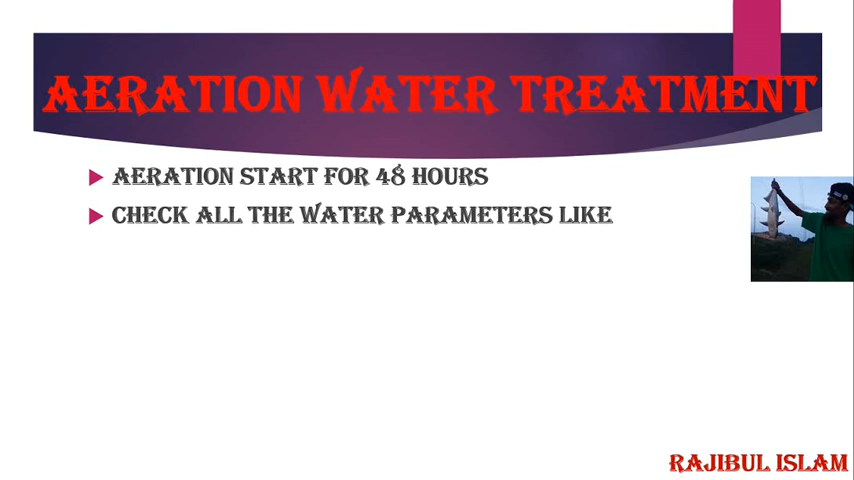 AERATION WATER TREATMENT
AERATION START FOR 48 HOURS
CHECK ALL THE WATER PARAMETERS LIKE
RAJIBUL ISLAM